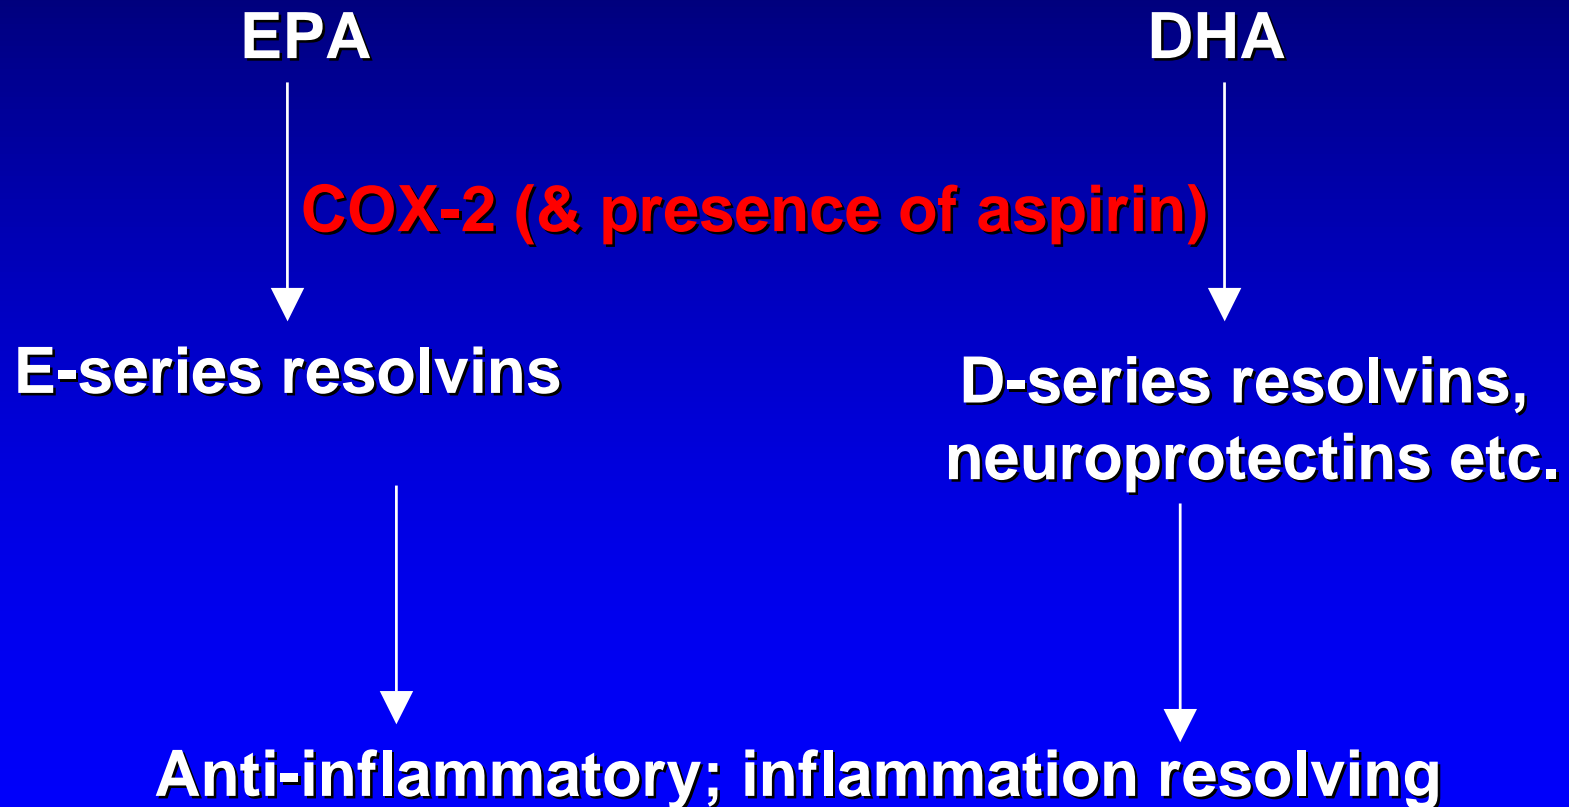 EPA
DHA
COX-2 (& presence of aspirin)
E-series resolvins
D-series resolvins,
neuroprotectins etc.
Anti-inflammatory; inflammation resolving